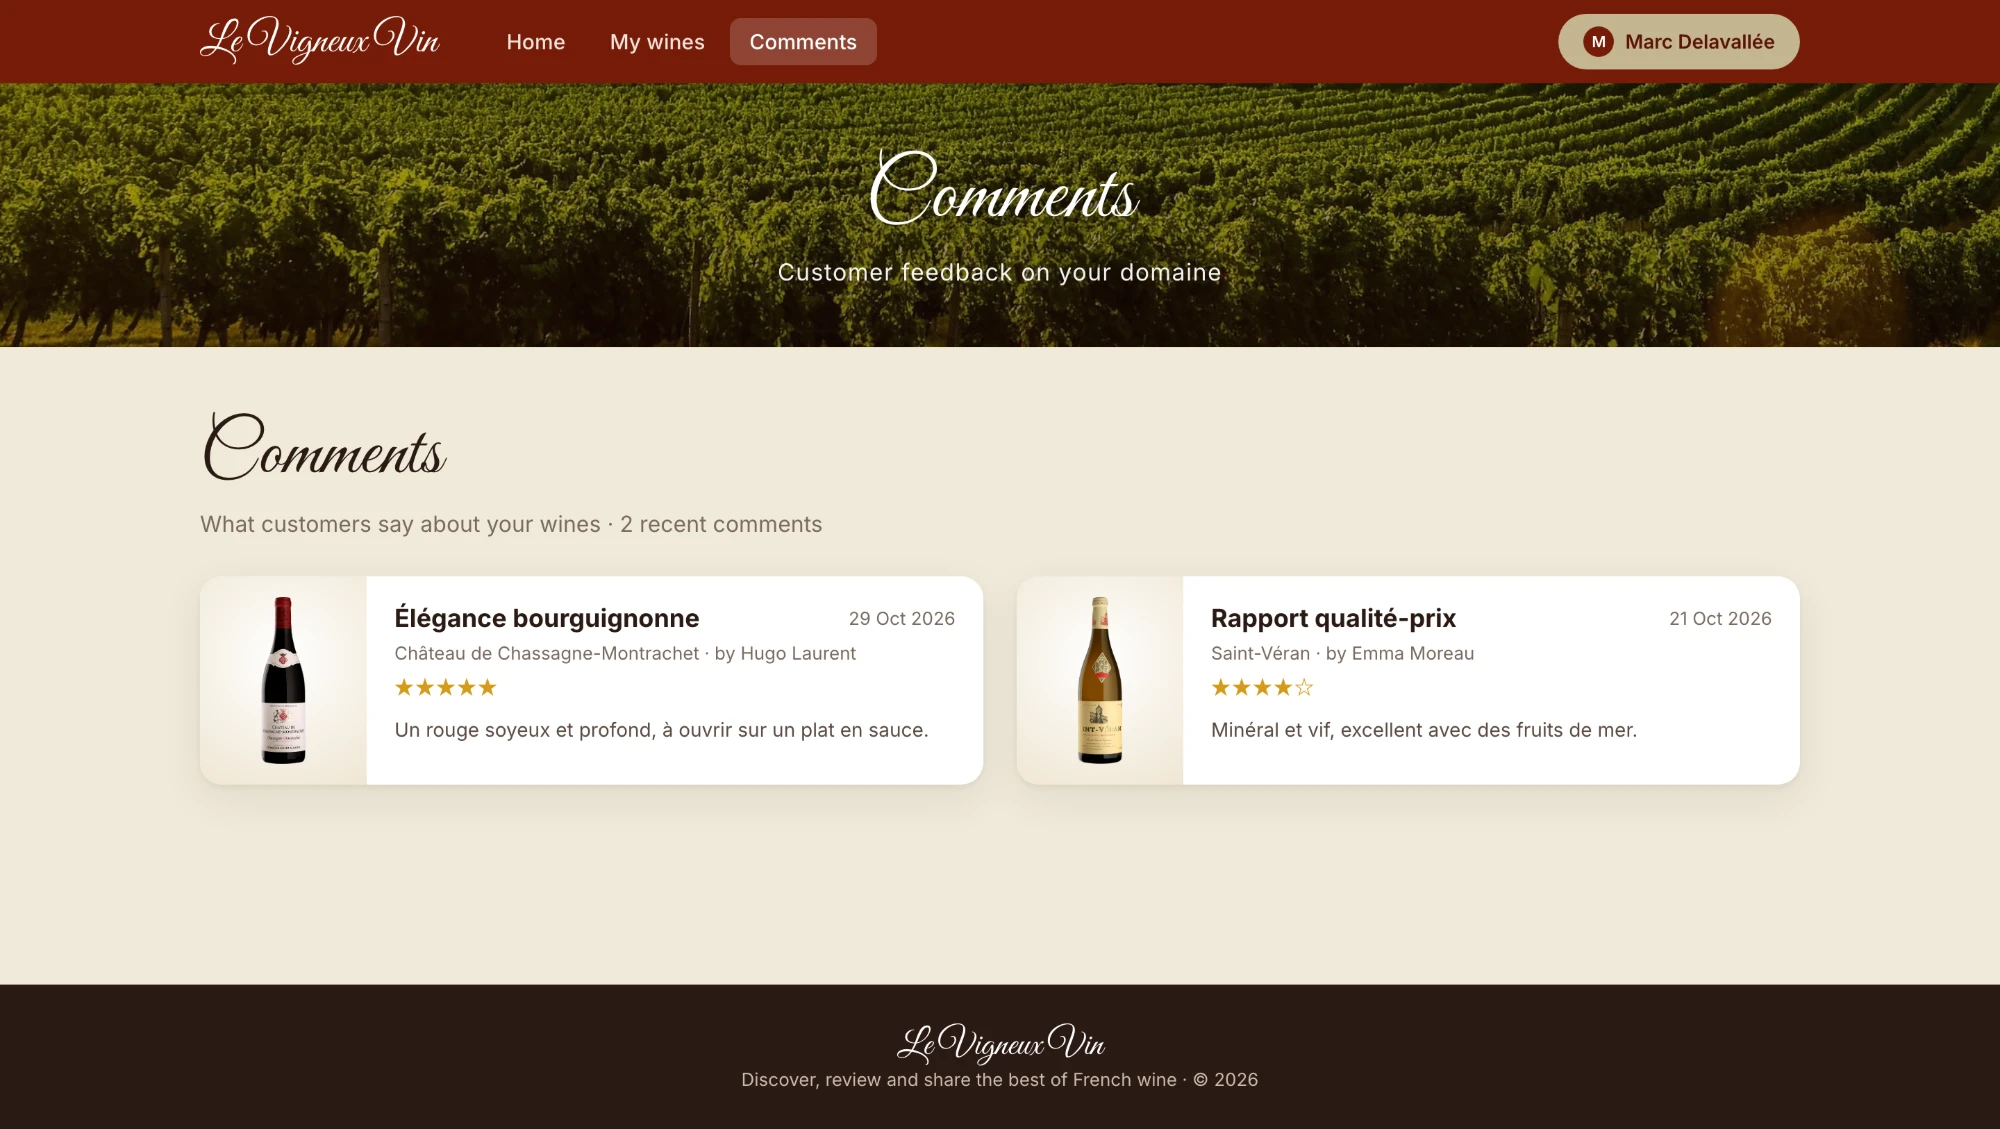 Le Vigneux Vin
Home
My wines
Comments
M
Marc Delavallée
Comments
Customer feedback on your domaine
Comments
What customers say about your wines · 2 recent comments
Élégance bourguignonne
29 Oct 2026
Château de Chassagne-Montrachet · by Hugo Laurent
★★★★★
Un rouge soyeux et profond, à ouvrir sur un plat en sauce.
Rapport qualité-prix
21 Oct 2026
Saint-Véran · by Emma Moreau
★★★★☆
Minéral et vif, excellent avec des fruits de mer.
Le Vigneux Vin
Discover, review and share the best of French wine · © 2026